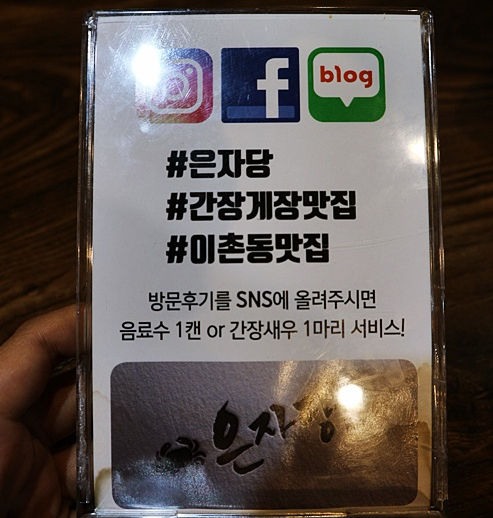 f
blog
#은자당
#간장게장맛집
#이촌동맛집
방문후기를 SNS에 올려주시면
음료수 1캔 or 간장새우 1마리 서비스!
은자당